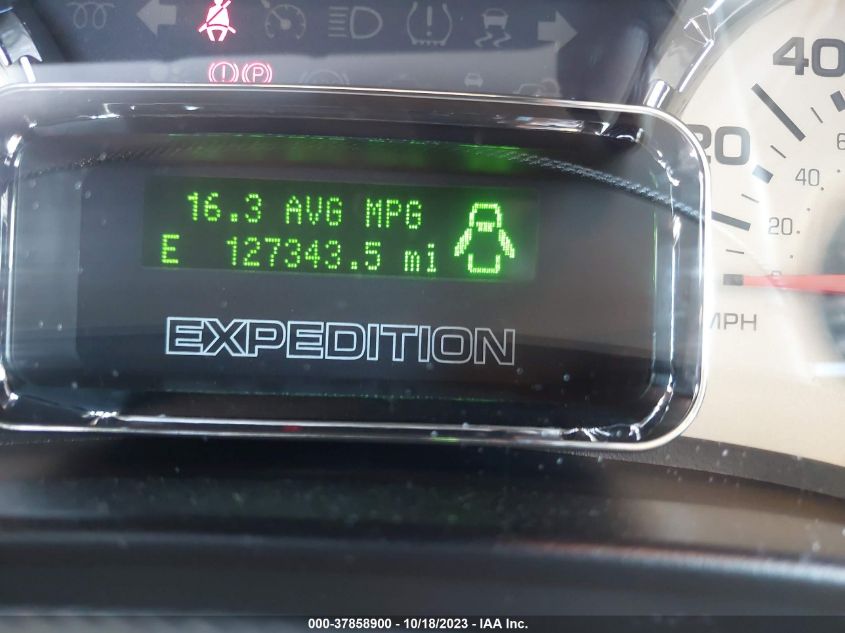 40
20
40
20
0
MPH
16.3 AVG MPG
E 127343.5 mi
EXPEDITION
000-37858900 - 10/18/2023 - IAA Inc.